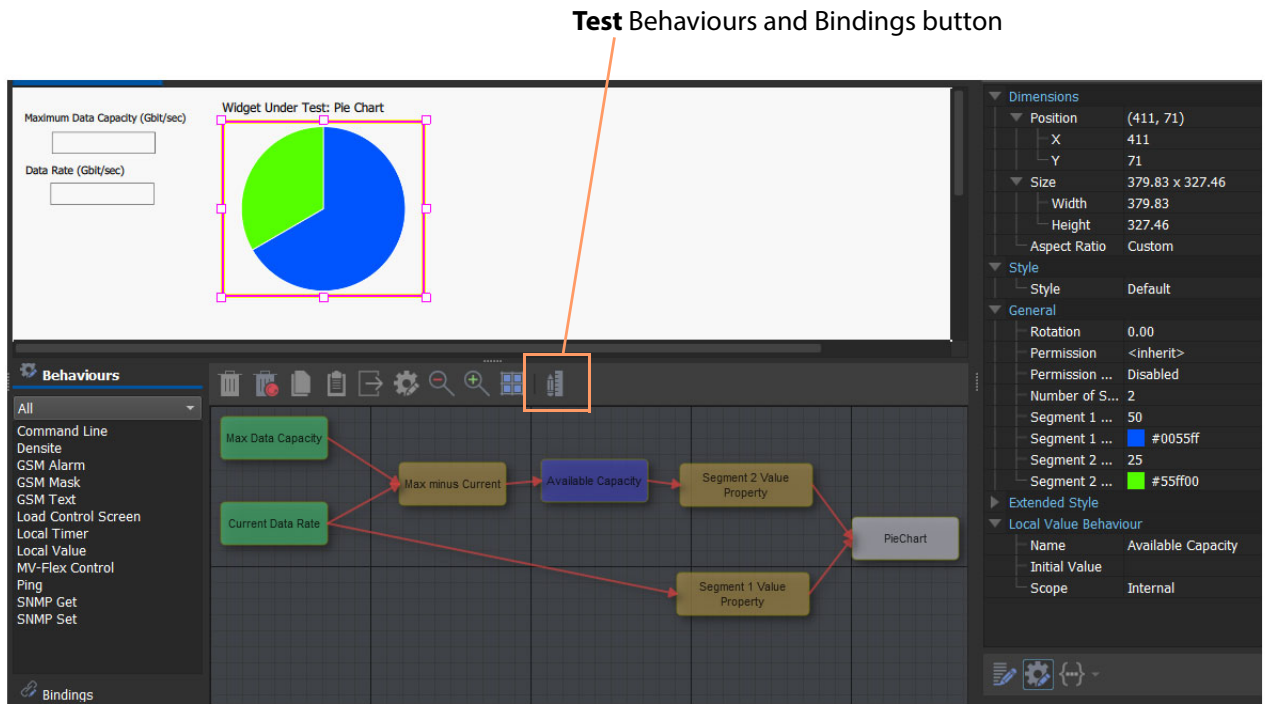 Test Behaviours and Bindings button
Maximum Data Capacity (Gbit/sec)
Data Rate (Gbit/sec)
Widget Under Test: Pie Chart
Dimensions
Position (411, 71)
X 411
Y 71
Size 379.83 x 327.46
Width 379.83
Height 327.46
Aspect Ratio Custom
Style
Style Default
General
Rotation 0.00
Permission <inherit>
Permission ... Disabled
Number of S... 2
Segment 1 ... 50
Segment 1 ... #0055ff
Segment 2 ... 25
Segment 2 ... #55ff00
Extended Style
Local Value Behaviour
Name Available Capacity
Initial Value
Scope Internal
Behaviours
All
Command Line
Densite
GSM Alarm
GSM Mask
GSM Text
Load Control Screen
Local Timer
Local Value
MV-Flex Control
Ping
SNMP Get
SNMP Set
Bindings
Max Data Capacity
Current Data Rate
Max minus Current
Available Capacity
Segment 2 Value
Property
Segment 1 Value
Property
PieChart